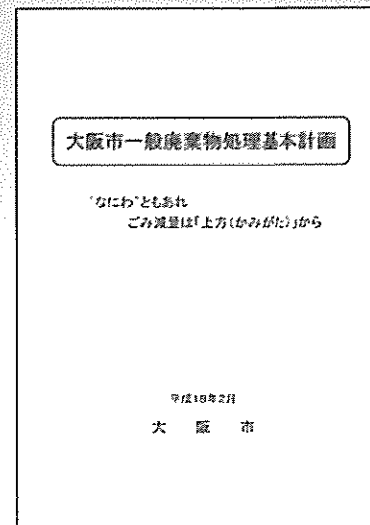 大阪市一般廃棄物処理基本計画
"なにわ"ともあれ
ごみ減量は「上方(かみがた)」から
平成18年2月
大 阪 市